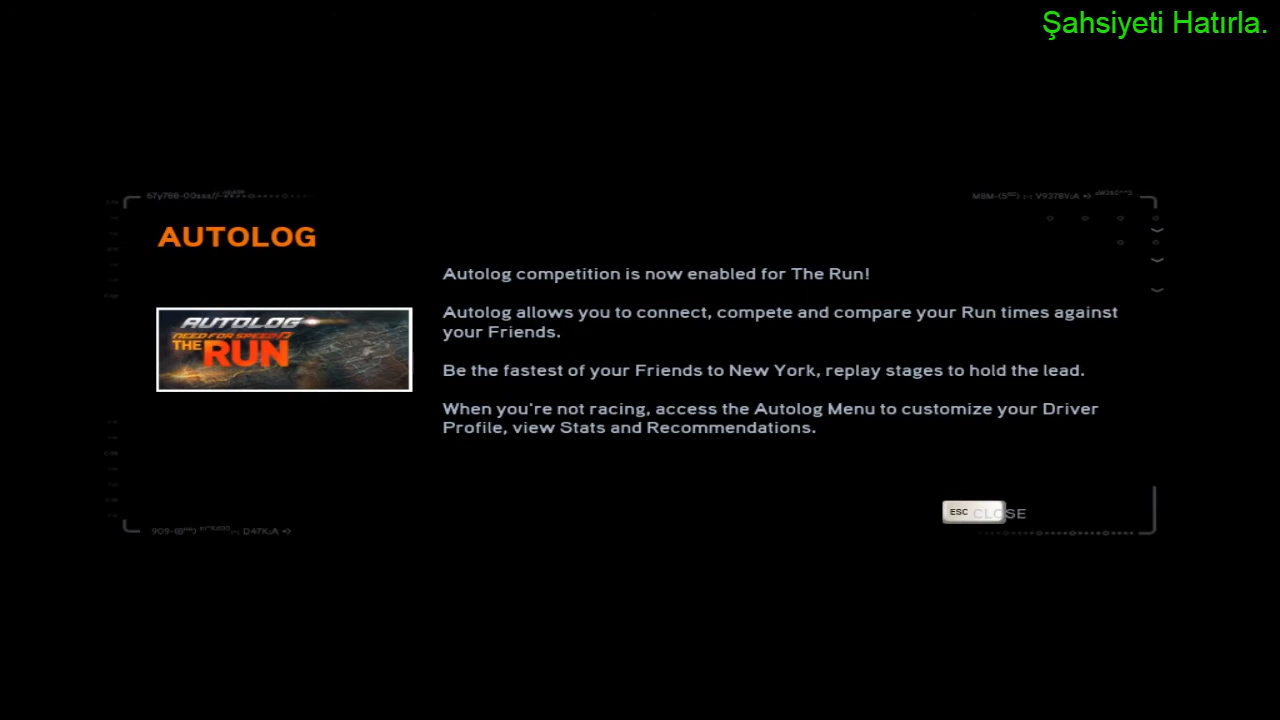 Şahsiyeti Hatırla.
AUTOLOG
Autolog competition is now enabled for The Run!
AUTOLOG
NEED FOR SPEED
THE RUN
Autolog allows you to connect, compete and compare your Run times against
your Friends.
Be the fastest of your Friends to New York, replay stages to hold the lead.
When you're not racing, access the Autolog Menu to customize your Driver
Profile, view Stats and Recommendations.
ESC CLOSE